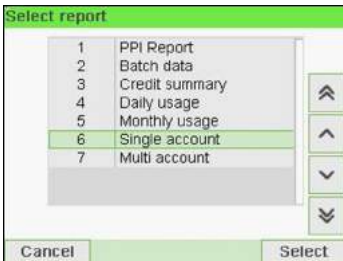 Select report
1 PPI Report
2 Batch data
3 Credit summary
4 Daily usage
5 Monthly usage
6 Single account
7 Multi account
Cancel Select